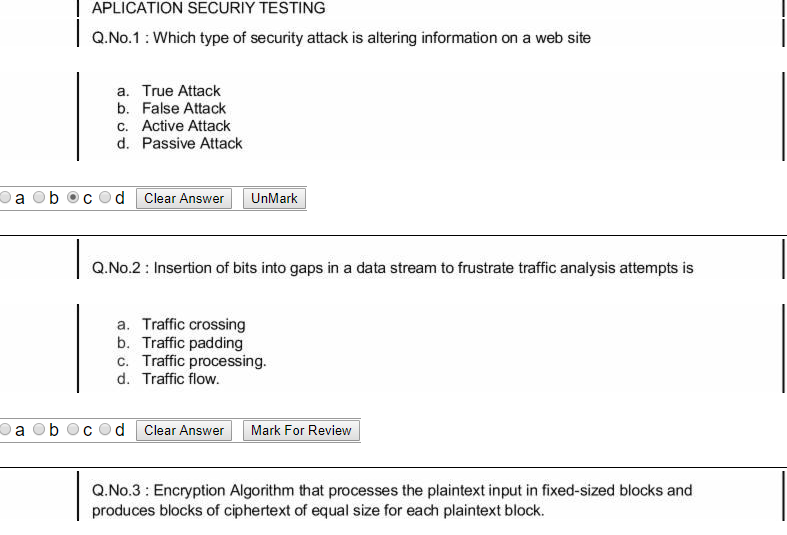 APLICATION SECURIY TESTING
Q.No.1 : Which type of security attack is altering information on a web site
a. True Attack
b. False Attack
c. Active Attack
d. Passive Attack
a b c d Clear Answer UnMark
Q.No.2 : Insertion of bits into gaps in a data stream to frustrate traffic analysis attempts is
a. Traffic crossing
b. Traffic padding
c. Traffic processing.
d. Traffic flow.
a b c d Clear Answer Mark For Review
Q.No.3 : Encryption Algorithm that processes the plaintext input in fixed-sized blocks and
produces blocks of ciphertext of equal size for each plaintext block.